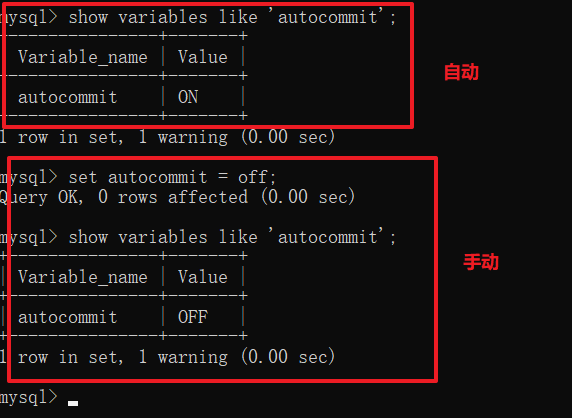 mysql> show variables like 'autocommit';
Variable_name | Value |
自动
autocommit | ON |
1 row in set, 1 warning (0.00 sec)
mysql> set autocommit = off;
Query OK, 0 rows affected (0.00 sec)
mysql> show variables like 'autocommit';
| Variable_name | Value |
手动
| autocommit | OFF |
1 row in set, 1 warning (0.00 sec)
mysql>